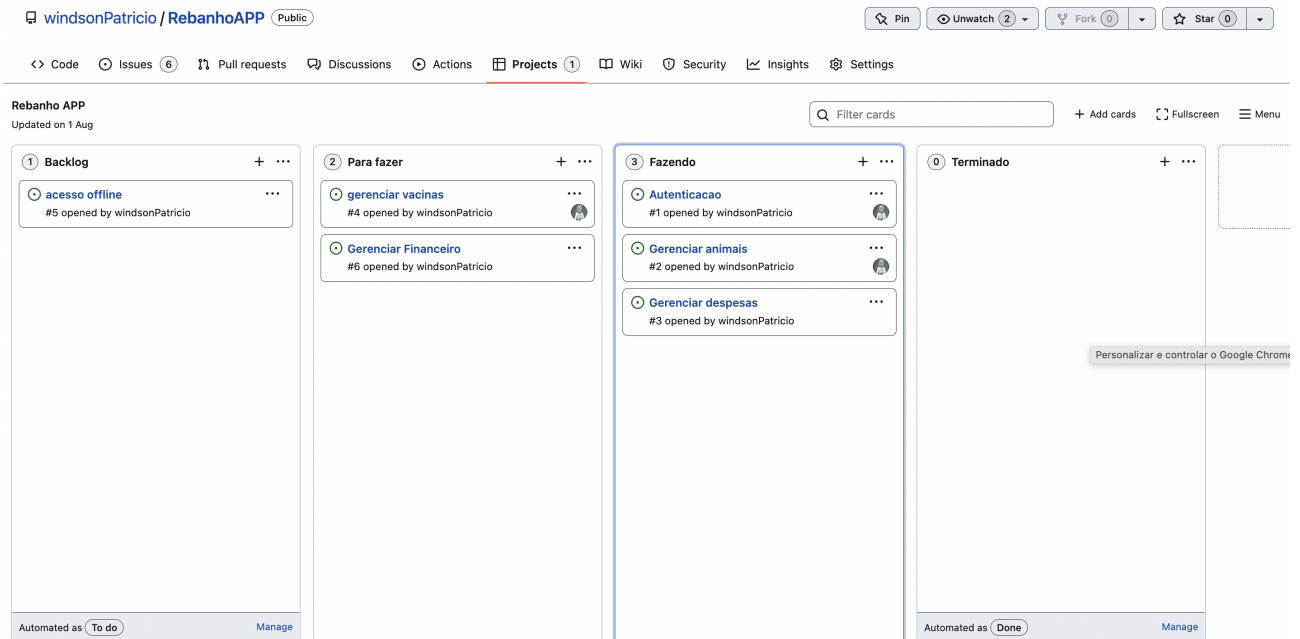 windsonPatricio / RebanhoAPP Public
Pin Unwatch 2 Fork 0 Star 0
Code Issues 6 Pull requests Discussions Actions Projects 1 Wiki Security Insights Settings
Rebanho APP
Updated on 1 Aug
Filter cards
+ Add cards Fullscreen Menu
1 Backlog + ...
acesso offline ...
#5 opened by windsonPatricio
Automated as To do Manage
2 Para fazer + ...
gerenciar vacinas ...
#4 opened by windsonPatricio
Gerenciar Financeiro ...
#6 opened by windsonPatricio
3 Fazendo + ...
Autenticacao ...
#1 opened by windsonPatricio
Gerenciar animais ...
#2 opened by windsonPatricio
Gerenciar despesas ...
#3 opened by windsonPatricio
0 Terminado + ...
Personalizar e controlar o Google Chrome
Automated as Done Manage